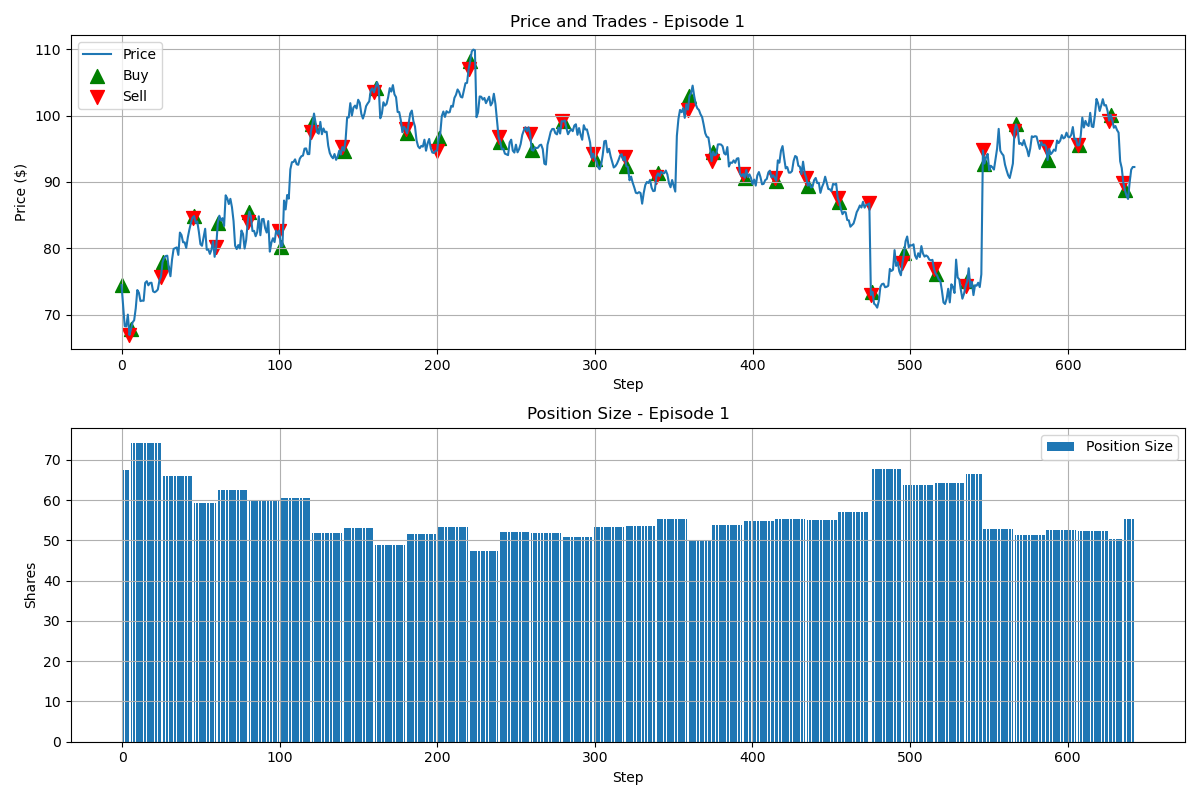 Price and Trades - Episode 1
Price
Buy
Sell
Price ($)
110
100
90
80
70
0 100 200 300 400 500 600
Step
Position Size - Episode 1
Position Size
Shares
70
60
50
40
30
20
10
0
0 100 200 300 400 500 600
Step